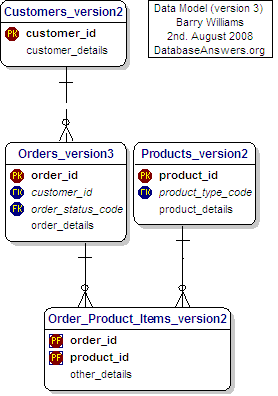 Customers_version2
PK customer_id
customer_details
Data Model (version 3)
Barry Williams
2nd. August 2008
DatabaseAnswers.org
Orders_version3
PK order_id
FK customer_id
FK order_status_code
order_details
Products_version2
PK product_id
FK product_type_code
product_details
Order_Product_Items_version2
PF order_id
PF product_id
other_details